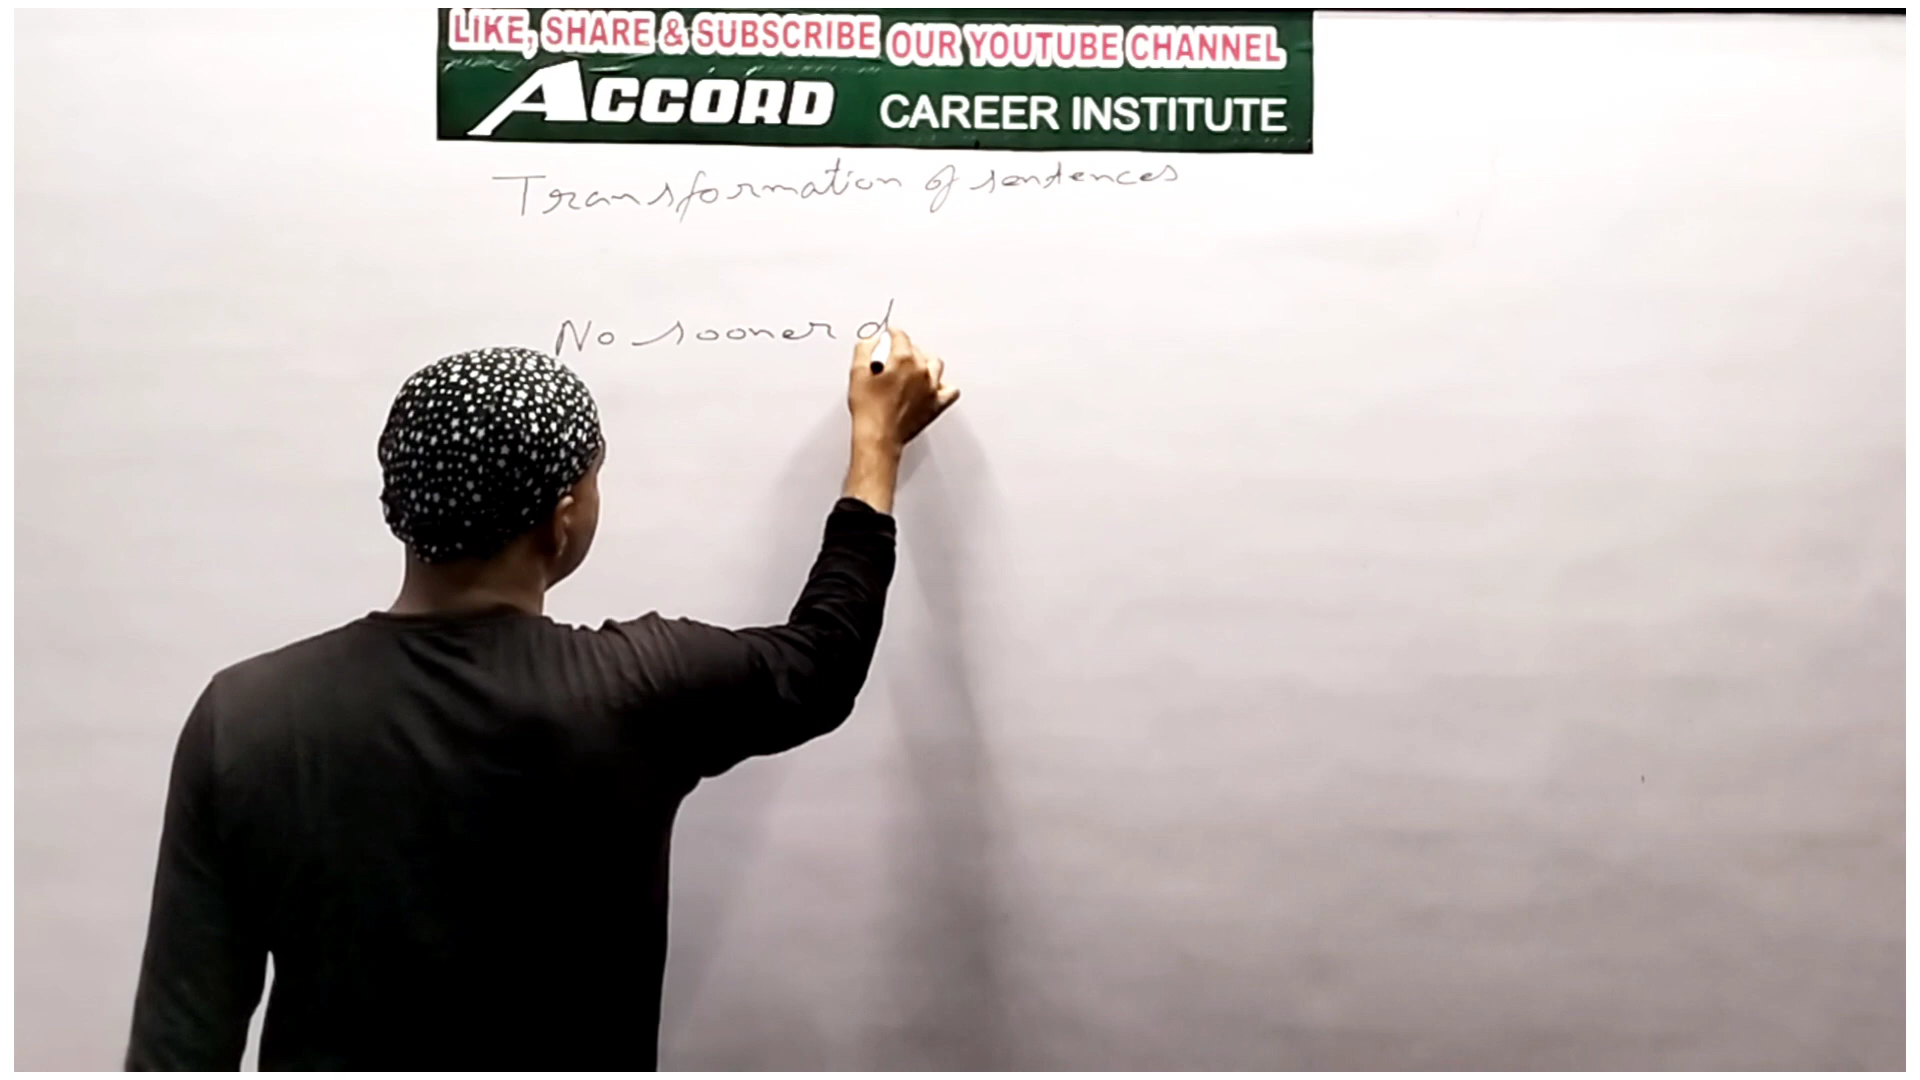 LIKE, SHARE & SUBSCRIBE OUR YOUTUBE CHANNEL
ACCORD CAREER INSTITUTE
Transformation of sentences
No sooner d